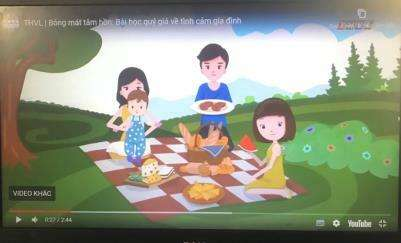 THVL | Bóng mát tâm hồn: Bài học quý giá về tình cảm gia đình
VIDEO KHÁC
0:27 / 2:44
YouTube